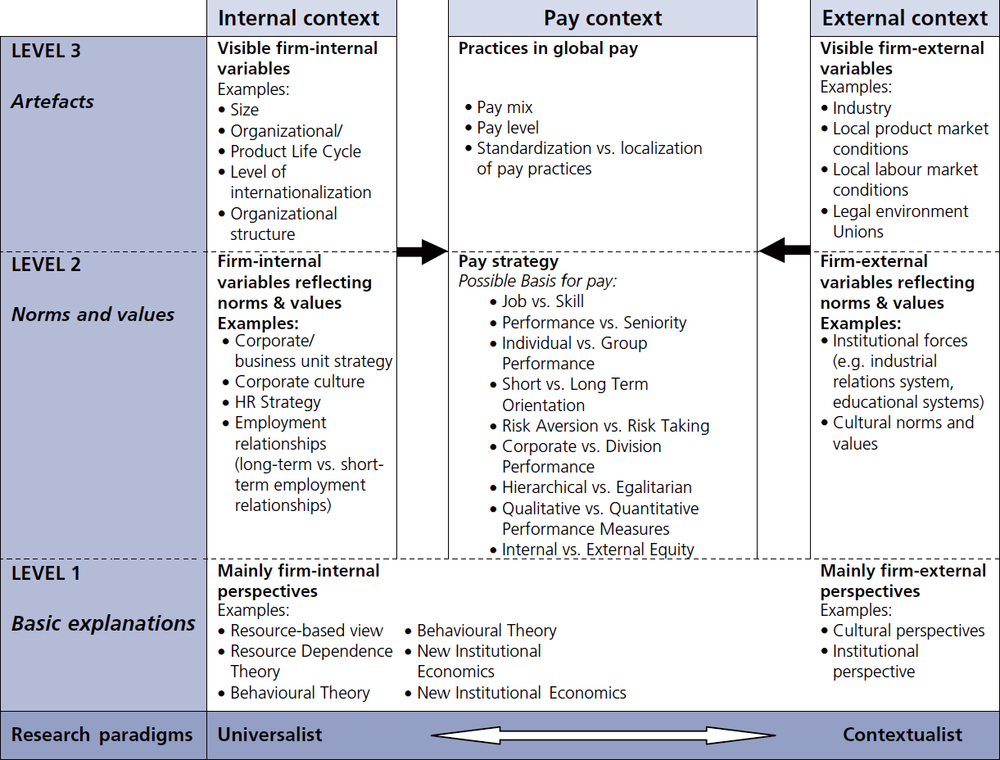 Internal context
Pay context
External context
LEVEL 3
Artefacts
Visible firm-internal
variables
Examples:
• Size
• Organizational/
• Product Life Cycle
• Level of
internationalization
• Organizational
structure
Practices in global pay
• Pay mix
• Pay level
• Standardization vs. localization
of pay practices
Visible firm-external
variables
Examples:
• Industry
• Local product market
conditions
• Local labour market
conditions
• Legal environment
Unions
LEVEL 2
Norms and values
Firm-internal
variables reflecting
norms & values
Examples:
• Corporate/
business unit strategy
• Corporate culture
• HR Strategy
• Employment
relationships
(long-term vs. short-
term employment
relationships)
Pay strategy
Possible Basis for pay:
• Job vs. Skill
• Performance vs. Seniority
• Individual vs. Group
Performance
• Short vs. Long Term
Orientation
• Risk Aversion vs. Risk Taking
• Corporate vs. Division
Performance
• Hierarchical vs. Egalitarian
• Qualitative vs. Quantitative
Performance Measures
• Internal vs. External Equity
Firm-external
variables reflecting
norms & values
Examples:
• Institutional forces
(e.g. industrial
relations system,
educational systems)
• Cultural norms and
values
LEVEL 1
Basic explanations
Mainly firm-internal
perspectives
Examples:
• Resource-based view
• Resource Dependence
Theory
• Behavioural Theory
• Behavioural Theory
• New Institutional
Economics
• New Institutional Economics
Mainly firm-external
perspectives
Examples:
• Cultural perspectives
• Institutional
perspective
Research paradigms
Universalist
Contextualist